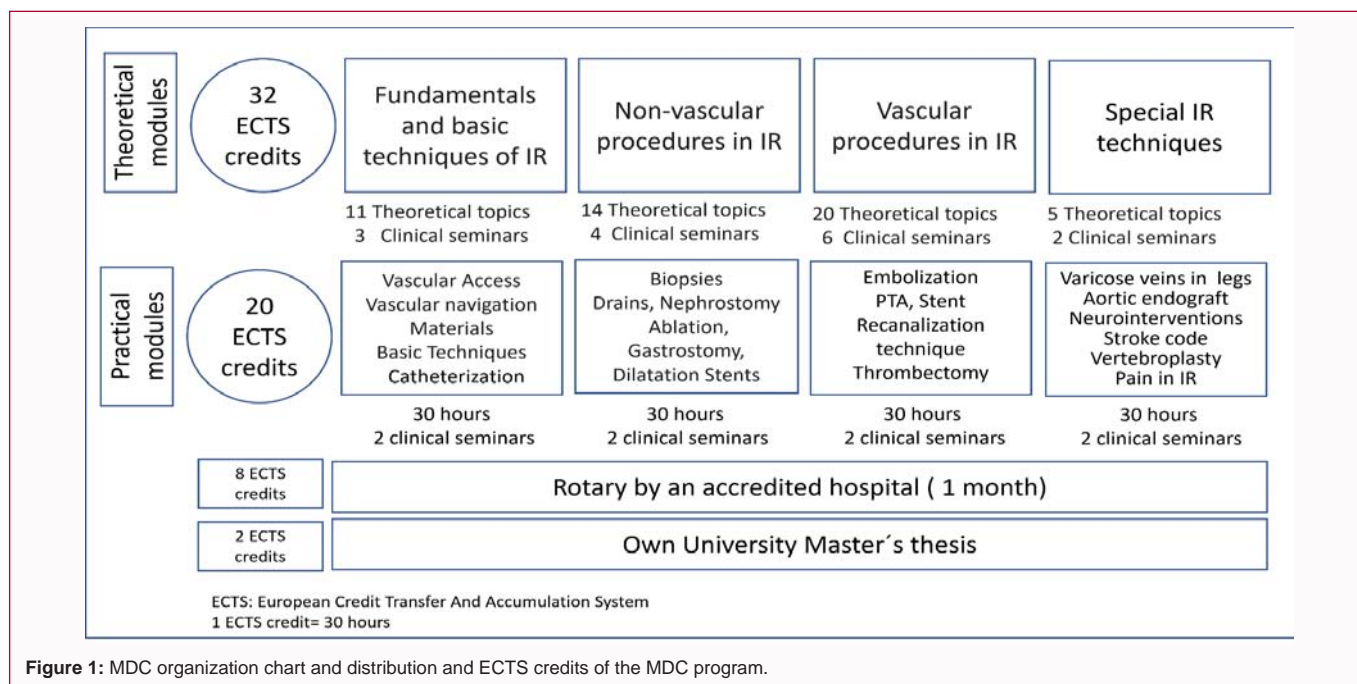 Theoretical
modules
32
ECTS
credits
Fundamentals
and basic
techniques of IR
Non-vascular
procedures in IR
Vascular
procedures in IR
Special IR
techniques
11 Theoretical topics
3 Clinical seminars
14 Theoretical topics
4 Clinical seminars
20 Theoretical topics
6 Clinical seminars
5 Theoretical topics
2 Clinical seminars
Practical
modules
20
ECTS
credits
Vascular Access
Vascular navigation
Materials
Basic Techniques
Catheterization
Biopsies
Drains, Nephrostomy
Ablation,
Gastrostomy,
Dilatation Stents
Embolization
PTA, Stent
Recanalization
technique
Thrombectomy
Varicose veins in legs
Aortic endograft
Neurointerventions
Stroke code
Vertebroplasty
Pain in IR
30 hours
2 clinical seminars
30 hours
2 clinical seminars
30 hours
2 clinical seminars
30 hours
2 clinical seminars
8 ECTS
credits
Rotary by an accredited hospital ( 1 month)
2 ECTS
credits
Own University Master´s thesis
ECTS: European Credit Transfer And Accumulation System
1 ECTS credit= 30 hours
Figure 1: MDC organization chart and distribution and ECTS credits of the MDC program.